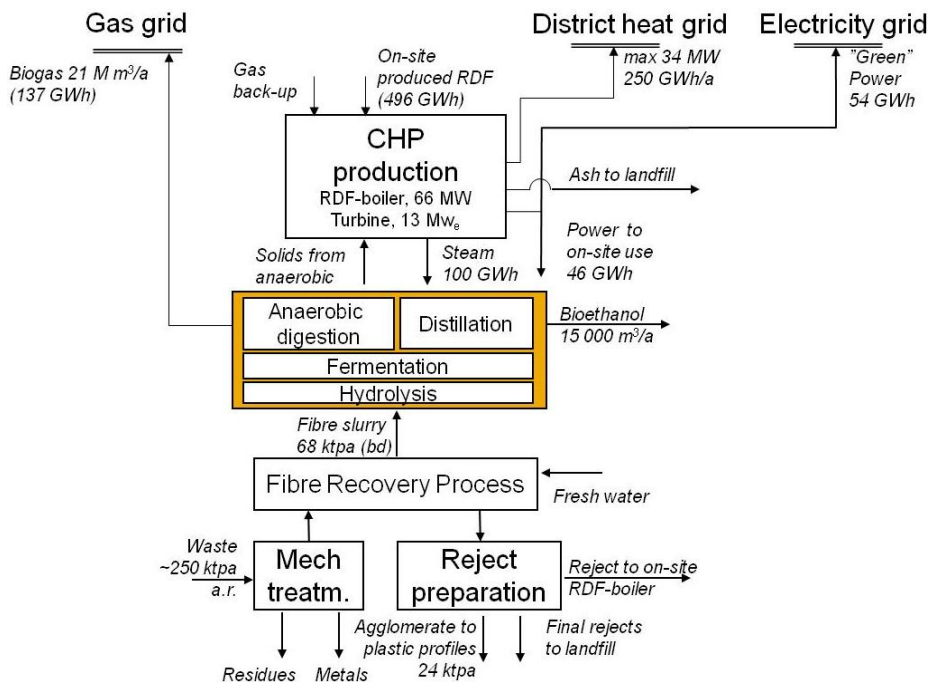 Gas grid
District heat grid
Electricity grid
Biogas 21 M m³/a
(137 GWh)
Gas
back-up
On-site
produced RDF
(496 GWh)
max 34 MW
250 GWh/a
"Green"
Power
54 GWh
CHP
production
RDF-boiler, 66 MW
Turbine, 13 Mwₑ
Ash to landfill
Solids from
anaerobic
Steam
100 GWh
Power to
on-site use
46 GWh
Anaerobic
digestion
Distillation
Bioethanol
15 000 m³/a
Fermentation
Hydrolysis
Fibre slurry
68 ktpa (bd)
Fibre Recovery Process
Fresh water
Waste
~250 ktpa
a.r.
Mech
treatm.
Reject
preparation
Reject to on-site
RDF-boiler
Residues
Metals
Agglomerate to
plastic profiles
24 ktpa
Final rejects
to landfill